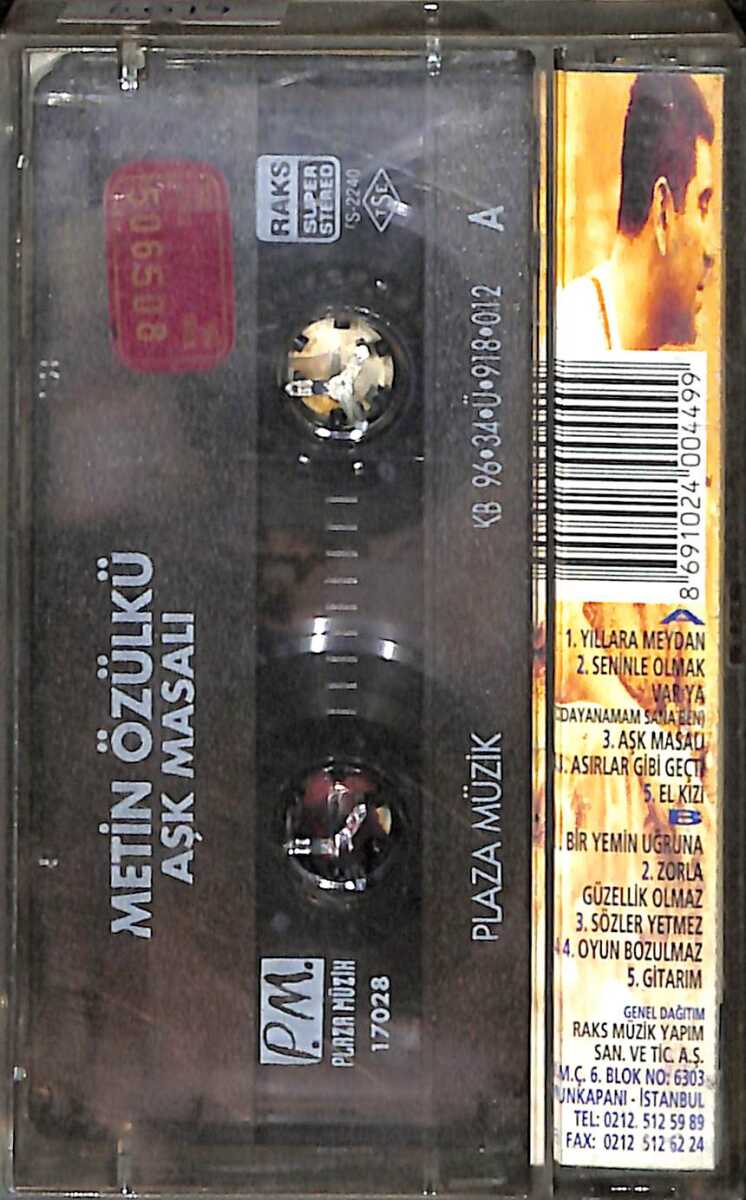 METİN ÖZÜLKÜ
AŞK MASALI
506508
RAKS
SUPER
STEREO
TS-2240
TSE
A
KB 96•34•Ü•918•012
PLAZA MÜZİK
P.M.
PLAZA MÜZİK
17028
8 691024 004499
A
1. YILLARA MEYDAN
2. SENİNLE OLMAK
VAR YA
(DAYANAMAM SANA BEN)
3. AŞK MASALI
. ASIRLAR GİBİ GEÇTİ
5. EL KIZI
B
. BİR YEMİN UĞRUNA
2. ZORLA
GÜZELLİK OLMAZ
3. SÖZLER YETMEZ
4. OYUN BOZULMAZ
5. GİTARIM
GENEL DAĞITIM
RAKS MÜZİK YAPIM
SAN. VE TİC. A.Ş.
.M.Ç. 6. BLOK NO: 6303
UNKAPANI - İSTANBUL
TEL: 0212. 512 59 89
FAX: 0212 512 62 24